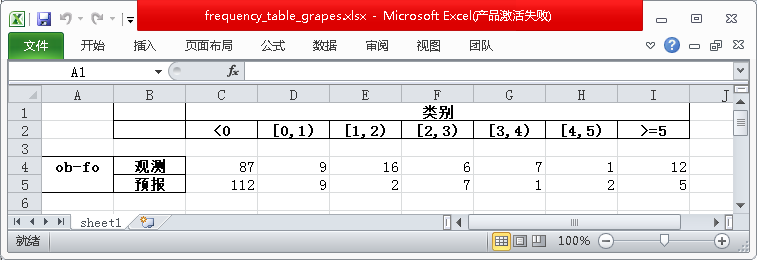 frequency_table_grapes.xlsx - Microsoft Excel(产品激活失败)
文件 开始 插入 页面布局 公式 数据 审阅 视图 团队
A1 fx
A B C D E F G H I J
1 类别
2 <0 [0,1) [1,2) [2,3) [3,4) [4,5) >=5
3
4 ob-fo 观测 87 9 16 6 7 1 12
5 预报 112 9 2 7 1 2 5
6
sheet1
就绪 100%